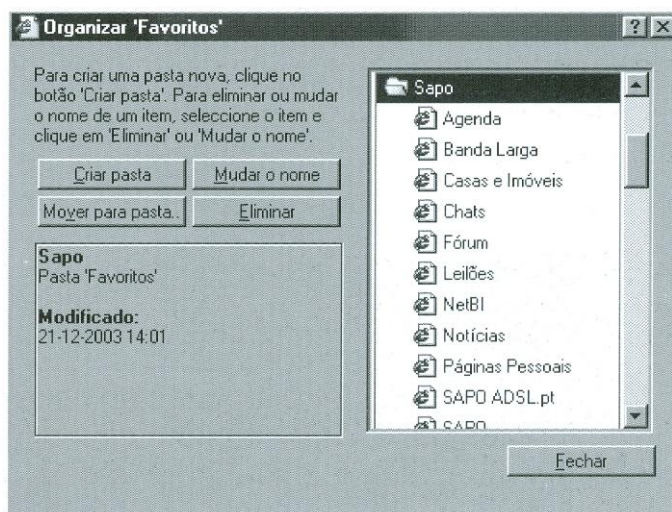 Organizar 'Favoritos'
Para criar uma pasta nova, clique no
botão 'Criar pasta'. Para eliminar ou mudar
o nome de um item, seleccione o item e
clique em 'Eliminar' ou 'Mudar o nome'.
Criar pasta
Mudar o nome
Mover para pasta..
Eliminar
Sapo
Pasta 'Favoritos'
Modificado:
21-12-2003 14:01
Sapo
Agenda
Banda Larga
Casas e Imóveis
Chats
Fórum
Leilões
NetBI
Notícias
Páginas Pessoais
SAPO ADSL.pt
SAPO
Fechar